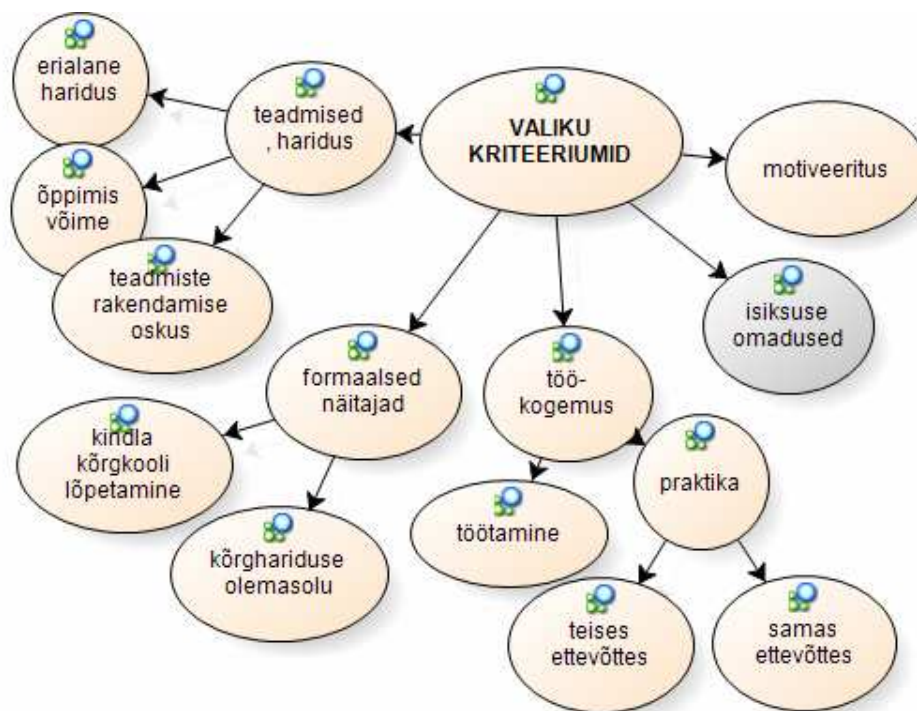 erialane
haridus
teadmised
, haridus
VALIKU
KRITEERIUMID
motiveeritus
õppimis
võime
teadmiste
rakendamise
oskus
isiksuse
omadused
formaalsed
näitajad
töö-
kogemus
kindla
kõrgkooli
lõpetamine
praktika
töötamine
kõrghariduse
olemasolu
teises
ettevõttes
samas
ettevõttes